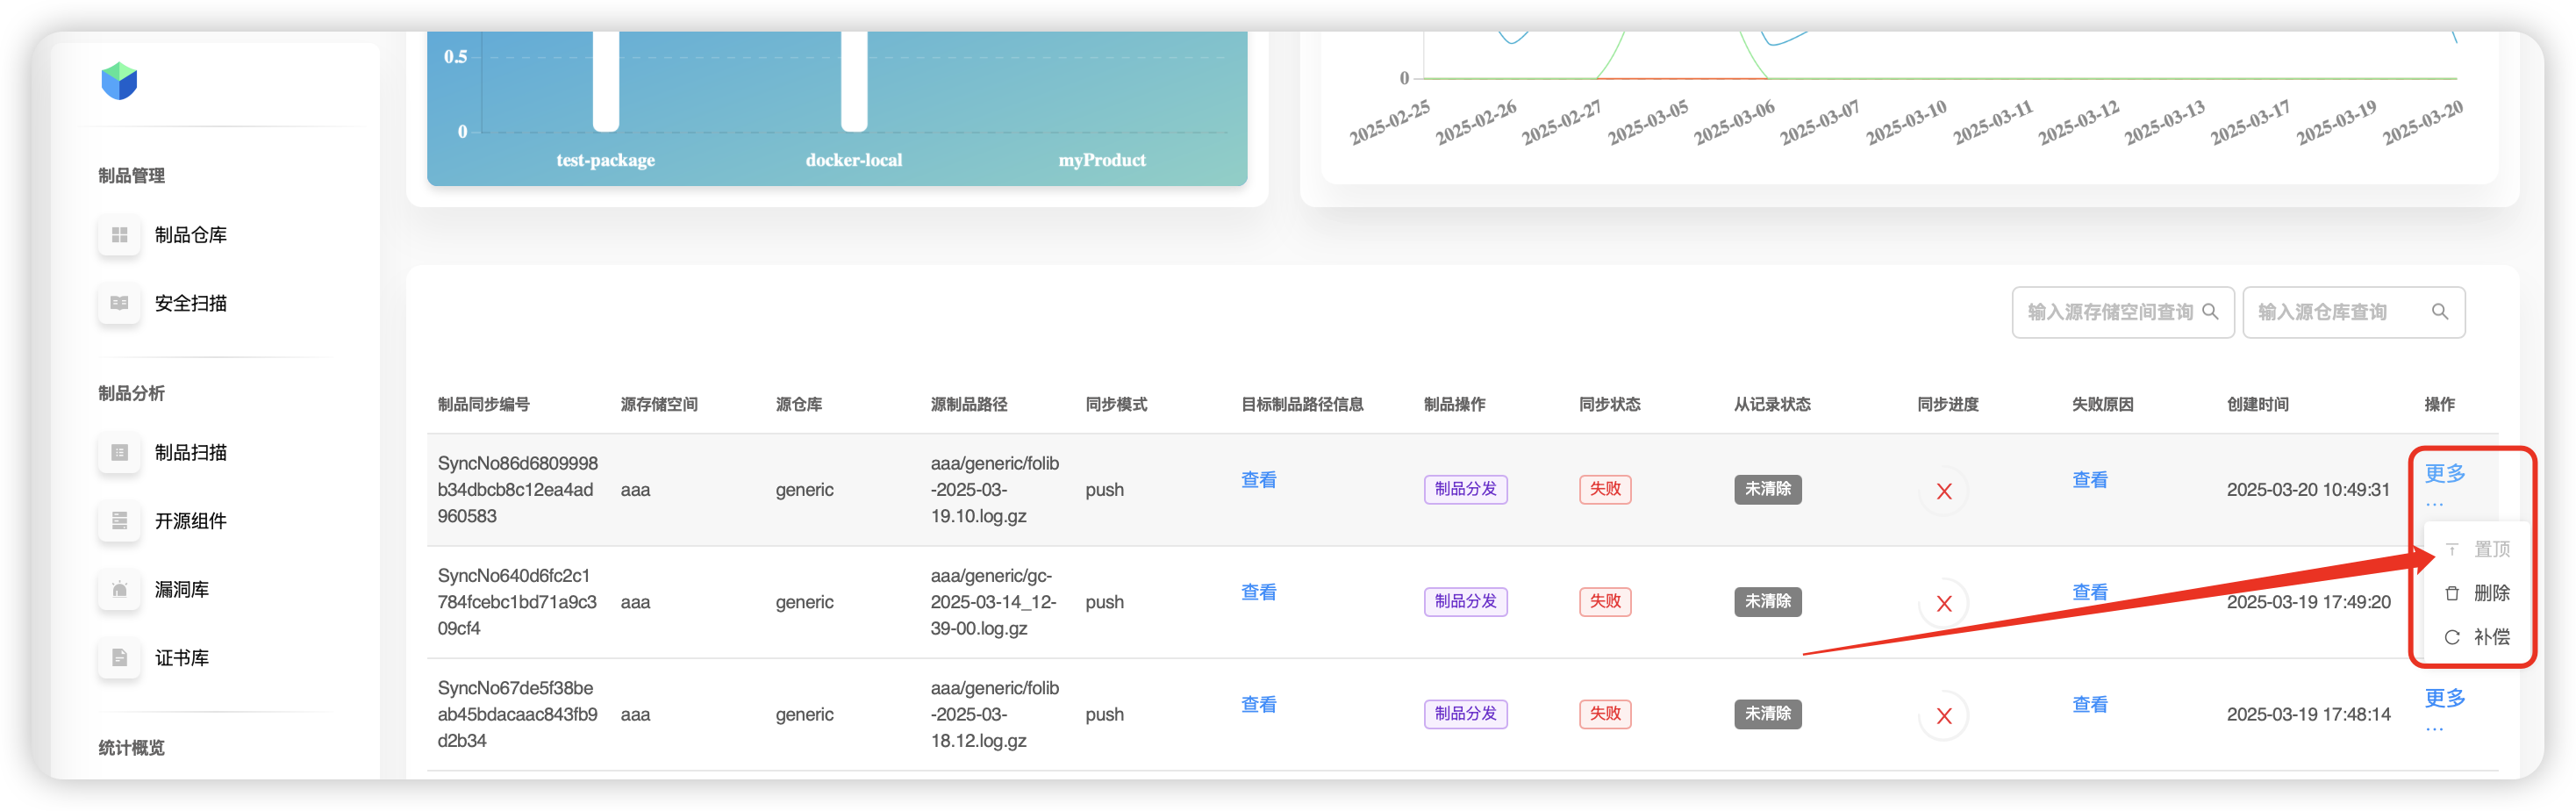 制品管理
制品仓库
安全扫描
制品分析
制品扫描
开源组件
漏洞库
证书库
统计概览
0.5
0
test-package docker-local myProduct
0
2025-02-25 2025-02-26 2025-02-27 2025-03-05 2025-03-06 2025-03-07 2025-03-10 2025-03-11 2025-03-12 2025-03-13 2025-03-17 2025-03-19 2025-03-20
输入源存储空间查询 输入源仓库查询
制品同步编号 源存储空间 源仓库 源制品路径 同步模式 目标制品路径信息 制品操作 同步状态 从记录状态 同步进度 失败原因 创建时间 操作
SyncNo86d6809998
b34dbcb8c12ea4ad
960583
aaa
generic
aaa/generic/folib
-2025-03-
19.10.log.gz
push
查看
制品分发
失败
未清除
查看
2025-03-20 10:49:31
更多
...
置顶
删除
补偿
SyncNo640d6fc2c1
784fcebc1bd71a9c3
09cf4
aaa
generic
aaa/generic/gc-
2025-03-14_12-
39-00.log.gz
push
查看
制品分发
失败
未清除
查看
2025-03-19 17:49:20
SyncNo67de5f38be
ab45bdacaac843fb9
d2b34
aaa
generic
aaa/generic/folib
-2025-03-
18.12.log.gz
push
查看
制品分发
失败
未清除
查看
2025-03-19 17:48:14
更多
...